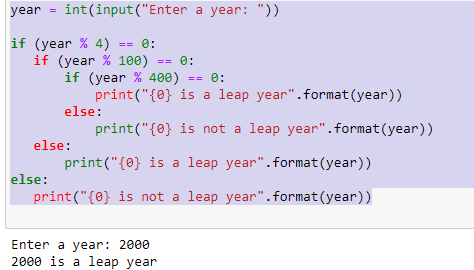 year = int(input("Enter a year: "))
if (year % 4) == 0:
if (year % 100) == 0:
if (year % 400) == 0:
print("{0} is a leap year".format(year))
else:
print("{0} is not a leap year".format(year))
else:
print("{0} is a leap year".format(year))
else:
print("{0} is not a leap year".format(year))
Enter a year: 2000
2000 is a leap year